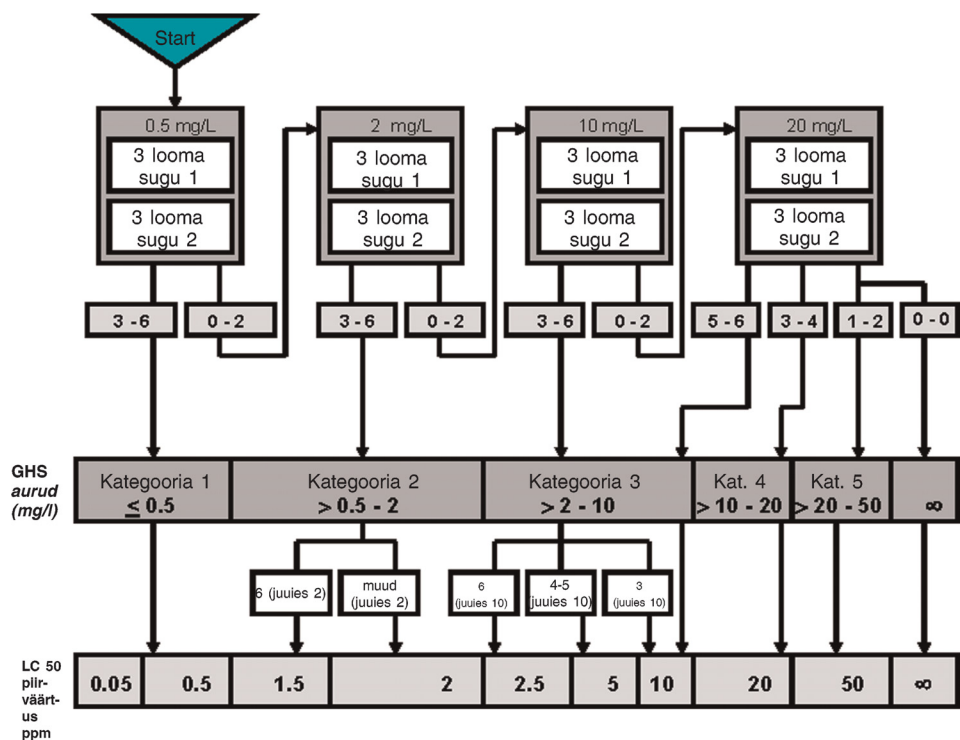 Start
0.5 mg/L
3 looma
sugu 1
3 looma
sugu 2
2 mg/L
3 looma
sugu 1
3 looma
sugu 2
10 mg/L
3 looma
sugu 1
3 looma
sugu 2
20 mg/L
3 looma
sugu 1
3 looma
sugu 2
3 - 6
0 - 2
3 - 6
0 - 2
3 - 6
0 - 2
5 - 6
3 - 4
1 - 2
0 - 0
GHS
aurud
(mg/l)
Kategooria 1
≤ 0.5
Kategooria 2
> 0.5 - 2
Kategooria 3
> 2 - 10
Kat. 4
> 10 - 20
Kat. 5
> 20 - 50
∞
6 (juuies 2)
muud
(juuies 2)
6
(juuies 10)
4-5
(juuies 10)
3
(juuies 10)
LC 50
piir-
väärt-
us
ppm
0.05
0.5
1.5
2
2.5
5
10
20
50
∞